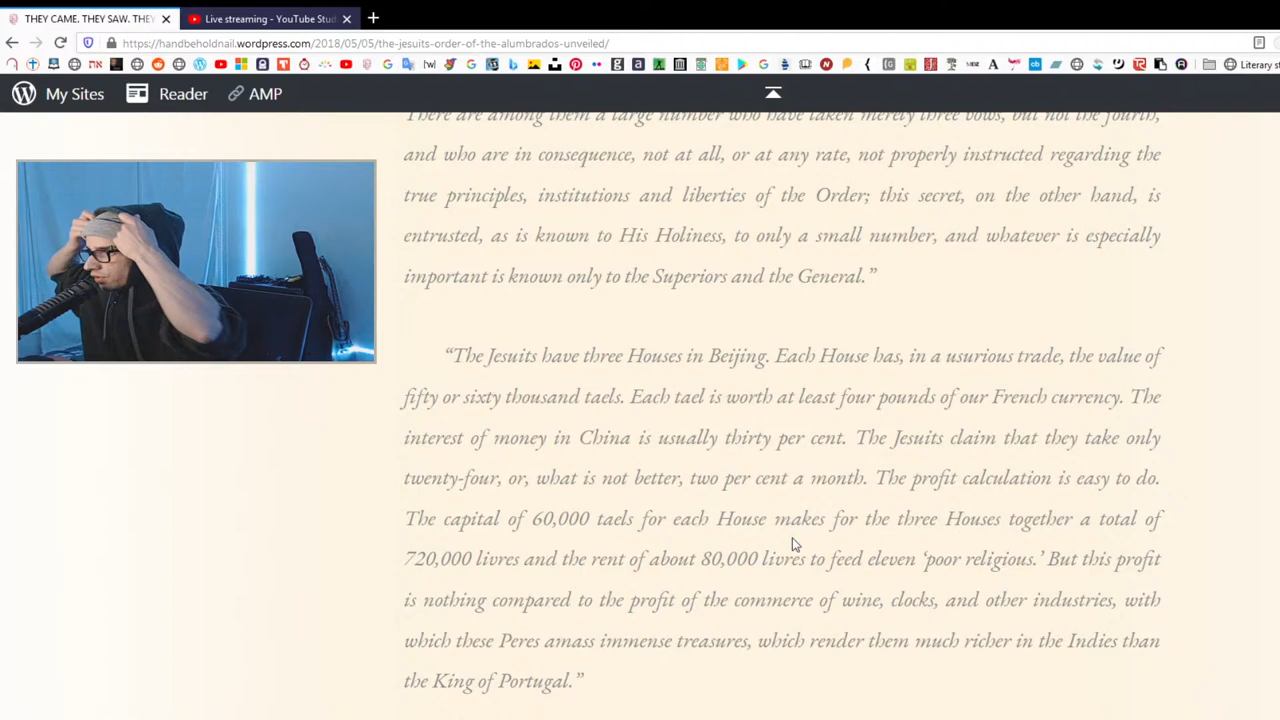 THEY CAME. THEY SAW. THEY
Live streaming - YouTube Stud
https://handbeholdnail.wordpress.com/2018/05/05/the-jesuits-order-of-the-alumbrados-unveiled/
Literary st
My Sites
Reader
AMP
There are among them a large number who have taken merely three vows, but not the fourth,
and who are in consequence, not at all, or at any rate, not properly instructed regarding the
true principles, institutions and liberties of the Order; this secret, on the other hand, is
entrusted, as is known to His Holiness, to only a small number, and whatever is especially
important is known only to the Superiors and the General.”
“The Jesuits have three Houses in Beijing. Each House has, in a usurious trade, the value of
fifty or sixty thousand taels. Each tael is worth at least four pounds of our French currency. The
interest of money in China is usually thirty per cent. The Jesuits claim that they take only
twenty-four, or, what is not better, two per cent a month. The profit calculation is easy to do.
The capital of 60,000 taels for each House makes for the three Houses together a total of
720,000 livres and the rent of about 80,000 livres to feed eleven ‘poor religious.’ But this profit
is nothing compared to the profit of the commerce of wine, clocks, and other industries, with
which these Peres amass immense treasures, which render them much richer in the Indies than
the King of Portugal.”